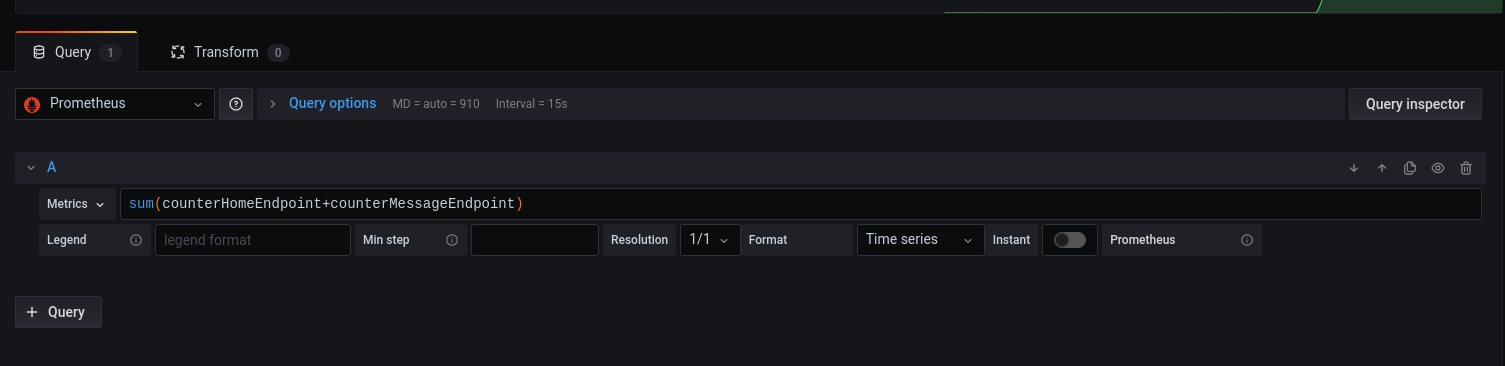 Query 1 Transform 0
Prometheus Query options MD = auto = 910 Interval = 15s Query inspector
A
Metrics sum(counterHomeEndpoint+counterMessageEndpoint)
Legend legend format Min step Resolution 1/1 Format Time series Instant Prometheus
+ Query